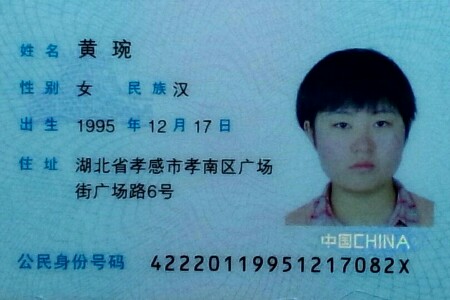 姓名 黄琬
性别 女 民族 汉
出生 1995 年 12 月 17 日
住址 湖北省孝感市孝南区广场
街广场路6号
中国CHINA
公民身份号码 42220119951217082X